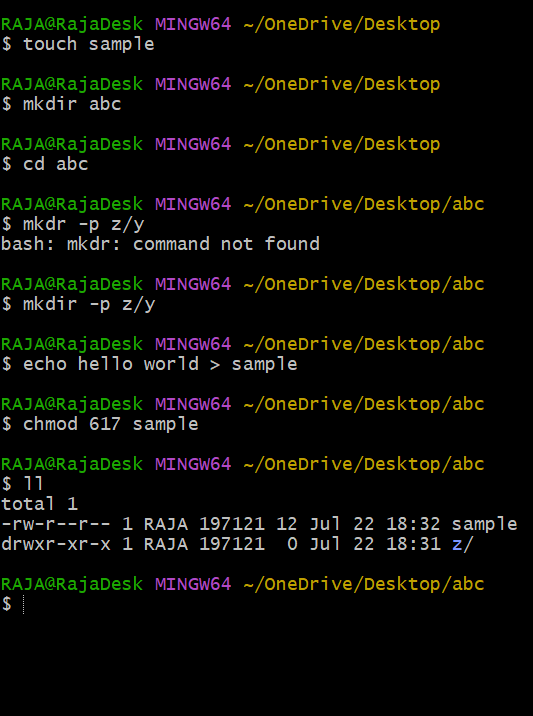 RAJA@RajaDesk MINGW64 ~/OneDrive/Desktop
$ touch sample
RAJA@RajaDesk MINGW64 ~/OneDrive/Desktop
$ mkdir abc
RAJA@RajaDesk MINGW64 ~/OneDrive/Desktop
$ cd abc
RAJA@RajaDesk MINGW64 ~/OneDrive/Desktop/abc
$ mkdr -p z/y
bash: mkdr: command not found
RAJA@RajaDesk MINGW64 ~/OneDrive/Desktop/abc
$ mkdir -p z/y
RAJA@RajaDesk MINGW64 ~/OneDrive/Desktop/abc
$ echo hello world > sample
RAJA@RajaDesk MINGW64 ~/OneDrive/Desktop/abc
$ chmod 617 sample
RAJA@RajaDesk MINGW64 ~/OneDrive/Desktop/abc
$ ll
total 1
-rw-r--r-- 1 RAJA 197121 12 Jul 22 18:32 sample
drwxr-xr-x 1 RAJA 197121  0 Jul 22 18:31 z/
RAJA@RajaDesk MINGW64 ~/OneDrive/Desktop/abc
$